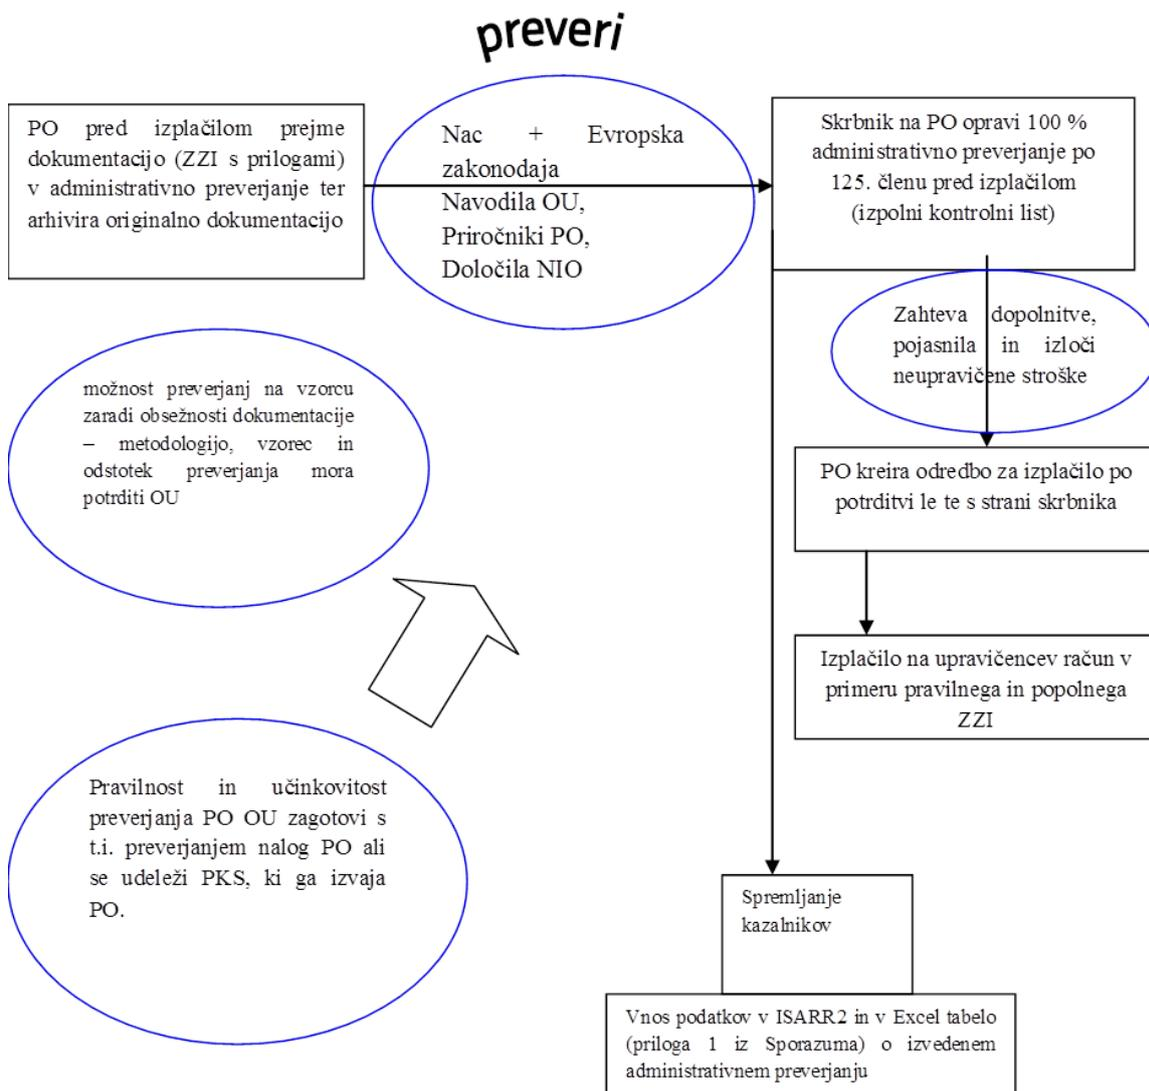 preveri
PO pred izplačilom prejme
dokumentacijo (ZZI s prilogami)
v administrativno preverjanje ter
arhivira originalno dokumentacijo
Nac + Evropska
zakonodaja
Navodila OU,
Priročniki PO,
Določila NIO
Skrbnik na PO opravi 100 %
administrativno preverjanje po
125. členu pred izplačilom
(izpolni kontrolni list)
Zahteva dopolnitve,
pojasnila in izloči
neupravičene stroške
možnost preverjanj na vzorcu
zaradi obsežnosti dokumentacije
– metodologijo, vzorec in
odstotek preverjanja mora
potrditi OU
PO kreira odredbo za izplačilo po
potrditvi le te s strani skrbnika
Izplačilo na upravičencev račun v
primeru pravilnega in popolnega
ZZI
Pravilnost in učinkovitost
preverjanja PO OU zagotovi s
t.i. preverjanjem nalog PO ali
se udeleži PKS, ki ga izvaja
PO.
Spremljanje
kazalnikov
Vnos podatkov v ISARR2 in v Excel tabelo
(priloga 1 iz Sporazuma) o izvedenem
administrativnem preverjanju